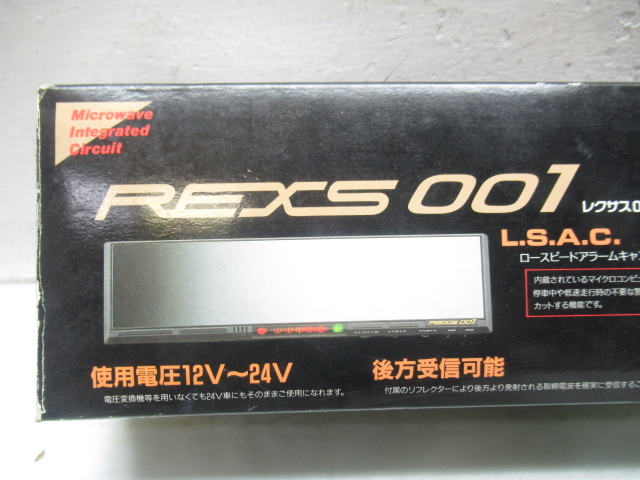 Microwave
Integrated
Circuit
REXS 001
レクサス0
L.S.A.C.
ロースピードアラームキャン
内蔵されているマイクロコンピュ
停車中や低速走行時の不要な警
カットする機能です。
REXS 001
使用電圧12V～24V
電圧変換機等を用いなくても24V車にもそのままご使用になれます。
後方受信可能
付属のリフレクターにより後方より発射される取締電波を確実に受信するこ